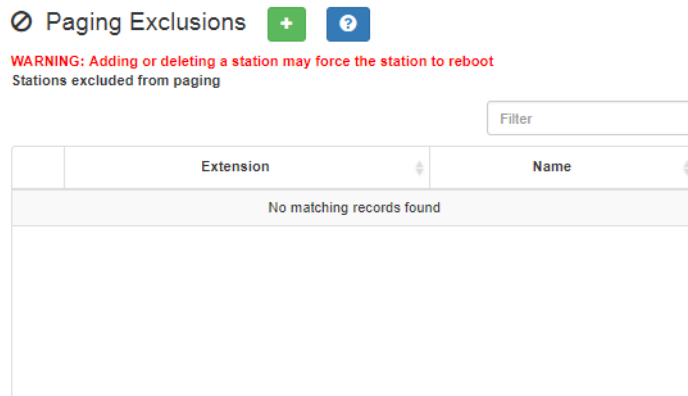 Paging Exclusions
WARNING: Adding or deleting a station may force the station to reboot
Stations excluded from paging
Filter
Extension Name
No matching records found